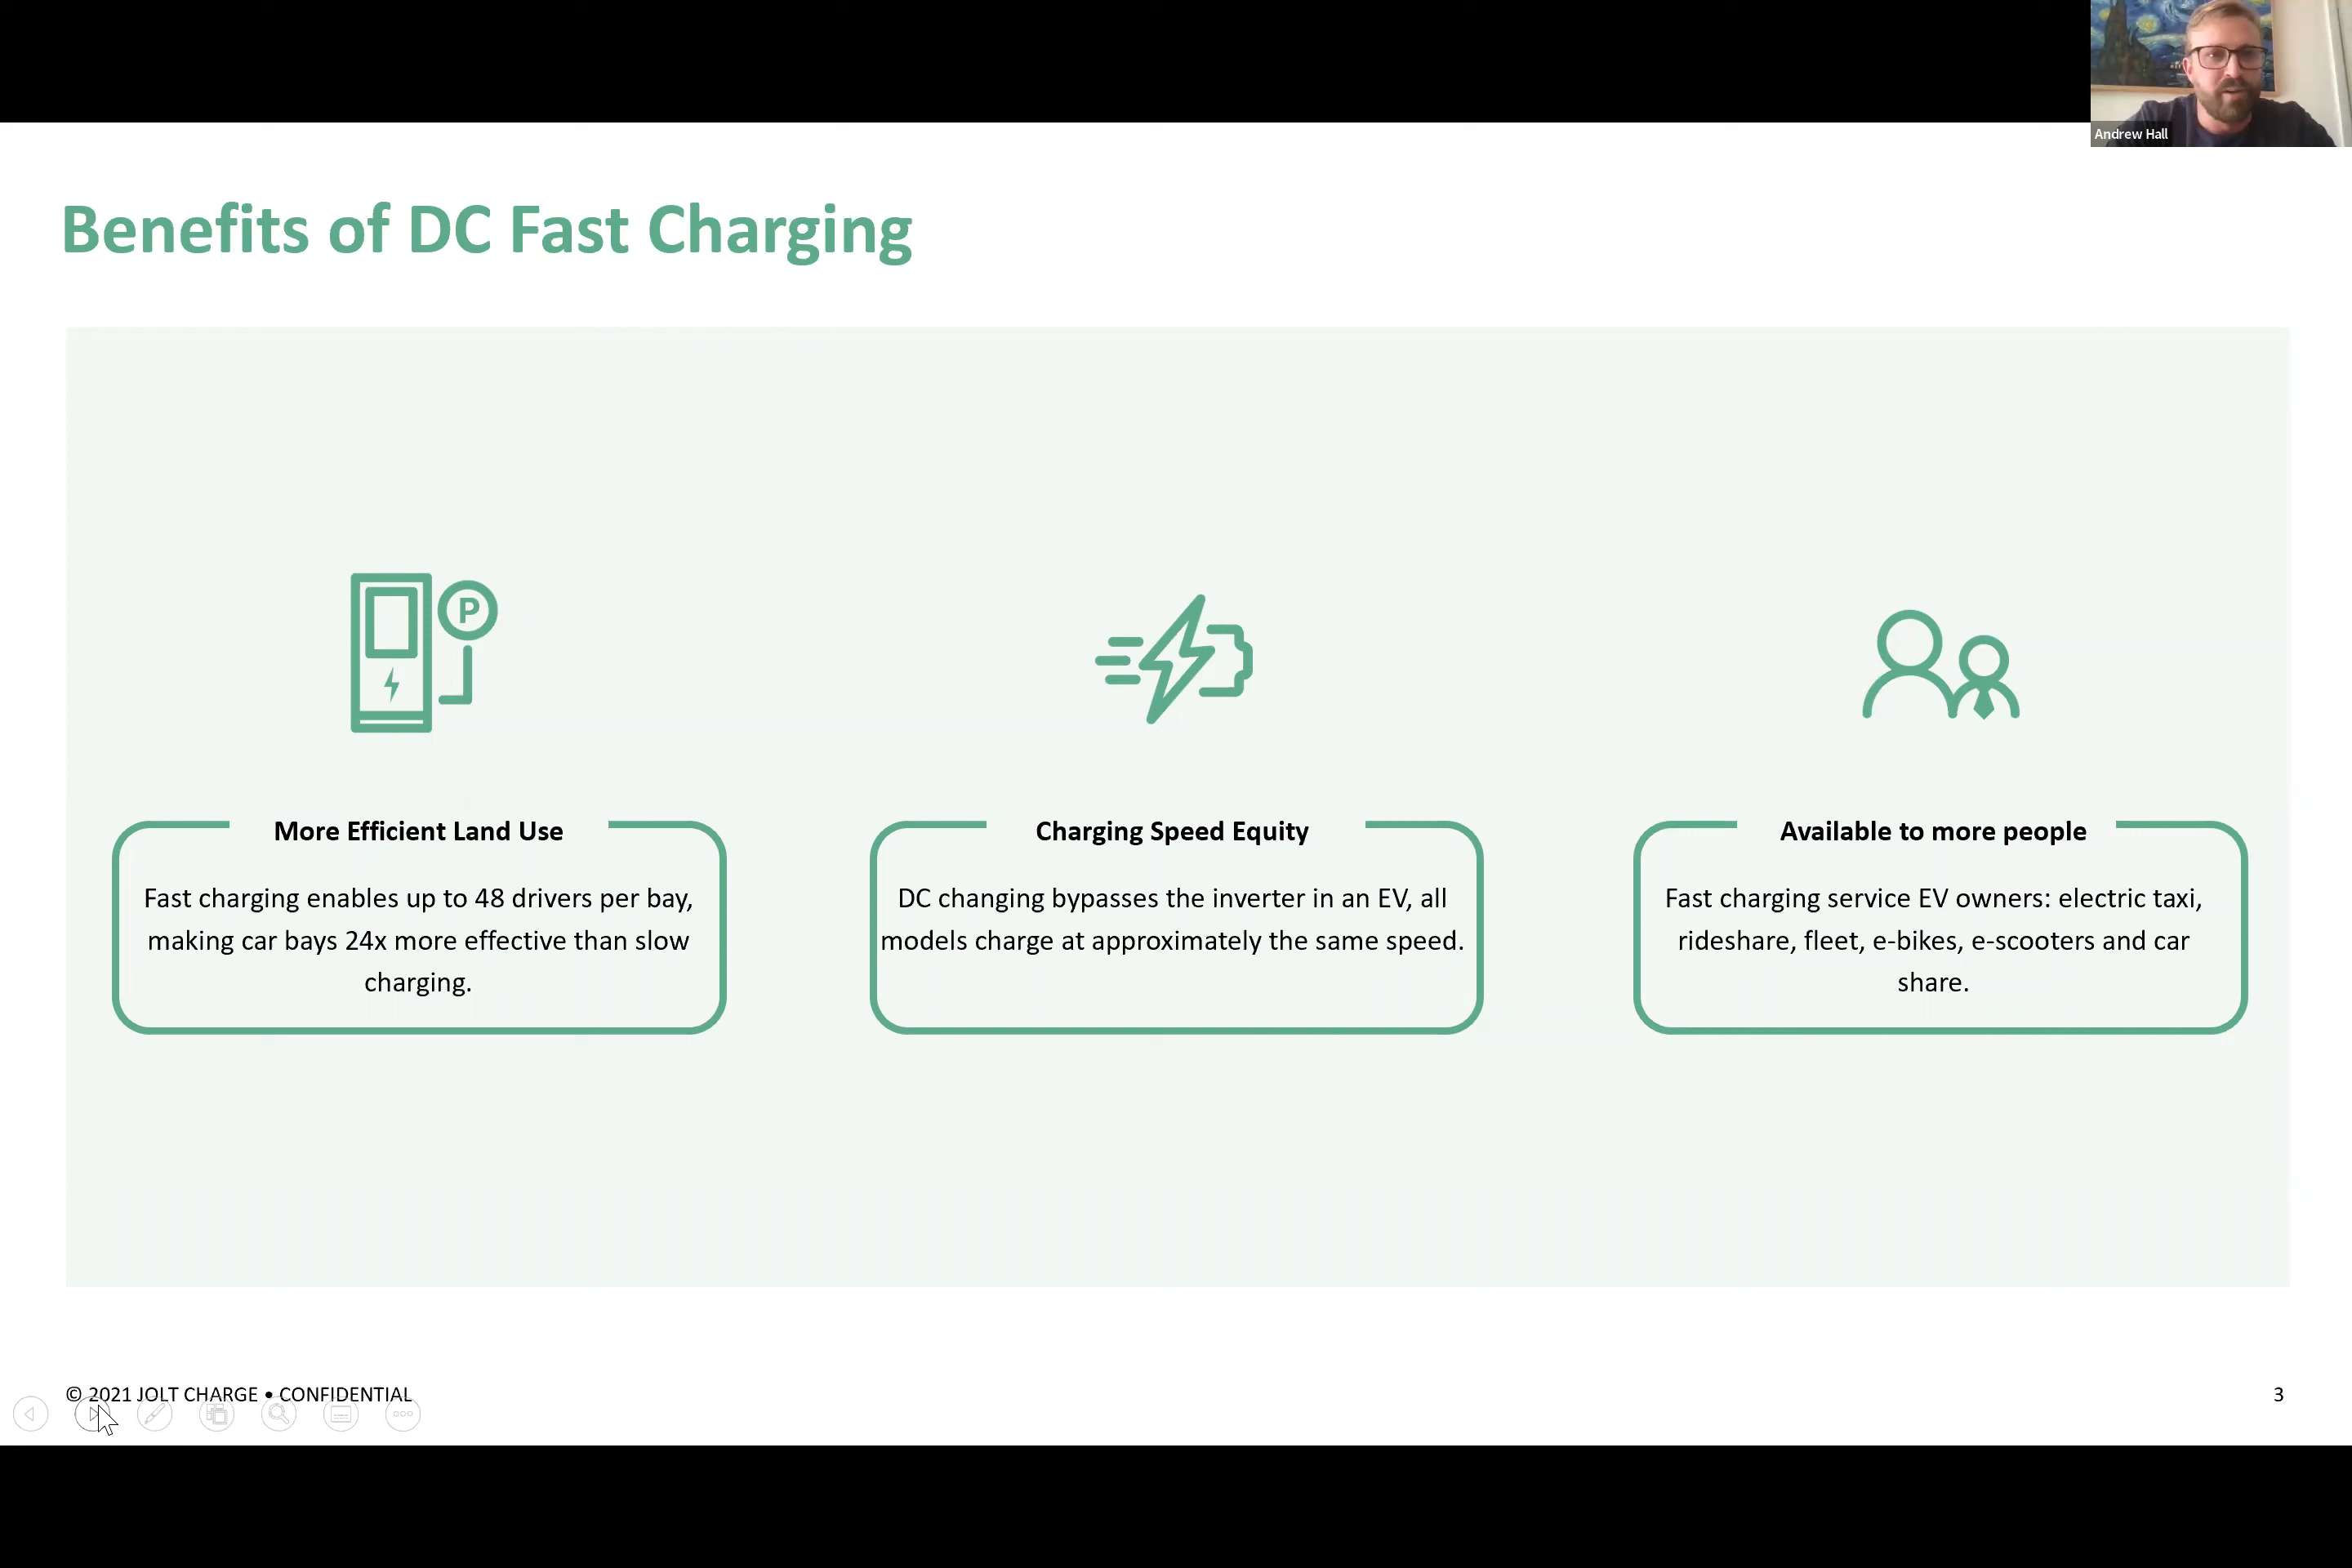 Andrew Hall
Benefits of DC Fast Charging
P
More Efficient Land Use
Fast charging enables up to 48 drivers per bay,
making car bays 24x more effective than slow
charging.
Charging Speed Equity
DC changing bypasses the inverter in an EV, all
models charge at approximately the same speed.
Available to more people
Fast charging service EV owners: electric taxi,
rideshare, fleet, e-bikes, e-scooters and car
share.
© 2021 JOLT CHARGE • CONFIDENTIAL
3